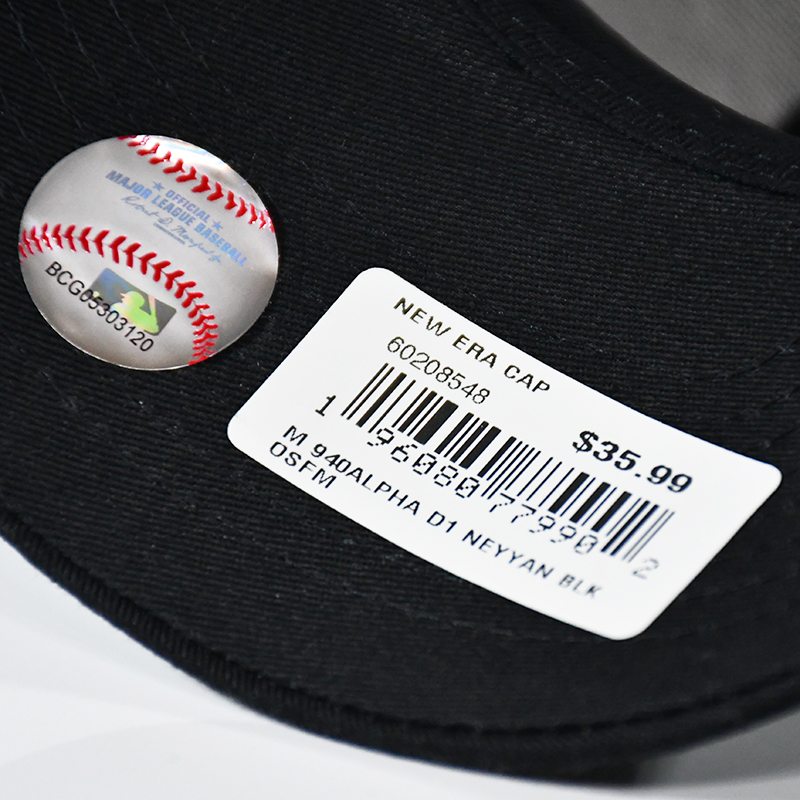 OFFICIAL
MAJOR LEAGUE BASEBALL
BCG05303120
NEW ERA CAP
60208548
$35.99
1 96080 77990 2
M 940ALPHA D1 NEYYAN BLK
OSFM